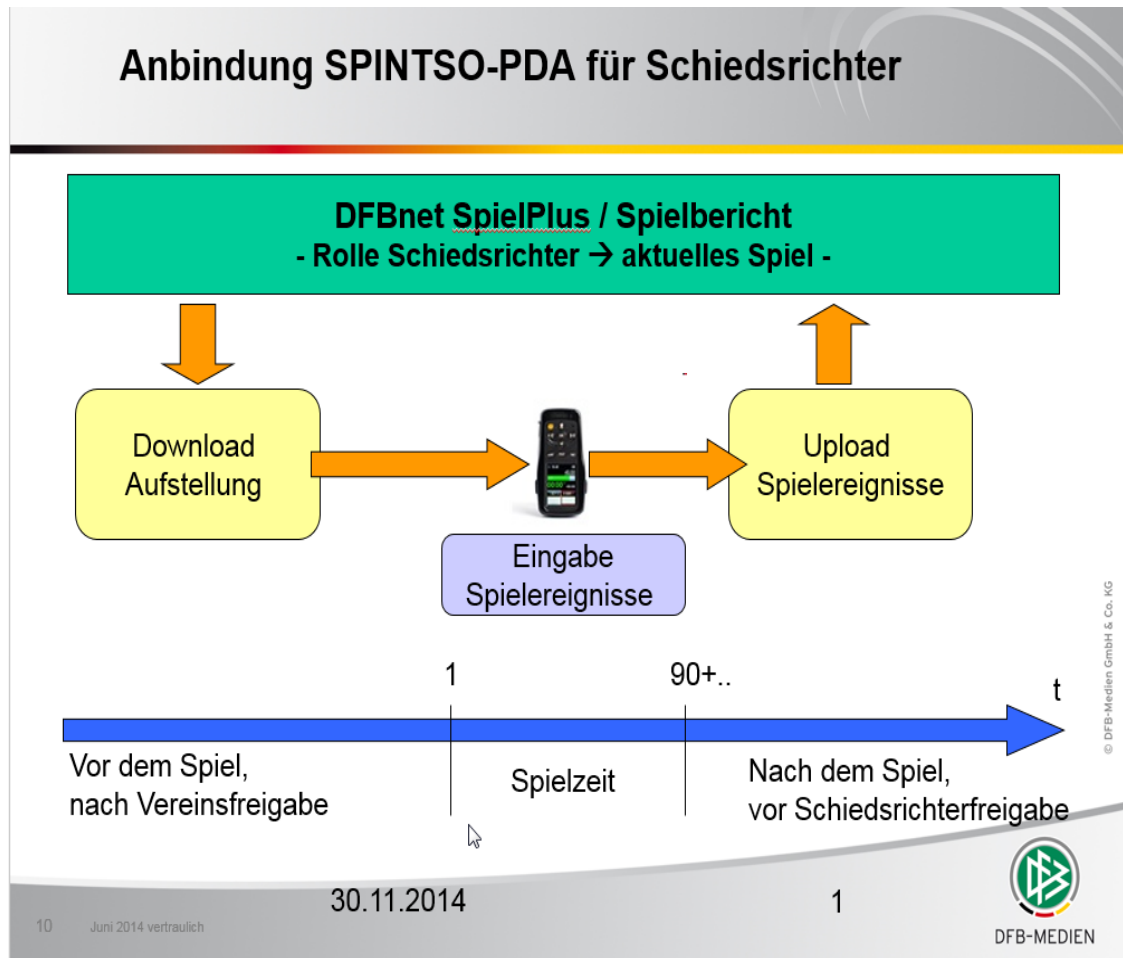 Anbindung SPINTSO-PDA für Schiedsrichter
DFBnet SpielPlus / Spielbericht
- Rolle Schiedsrichter → aktuelles Spiel -
Download
Aufstellung
Upload
Spielereignisse
Eingabe
Spielereignisse
1
90+..
t
Vor dem Spiel,
nach Vereinsfreigabe
Spielzeit
Nach dem Spiel,
vor Schiedsrichterfreigabe
© DFB-Medien GmbH & Co. KG
30.11.2014
1
10
Juni 2014 vertraulich
DFB
DFB-MEDIEN